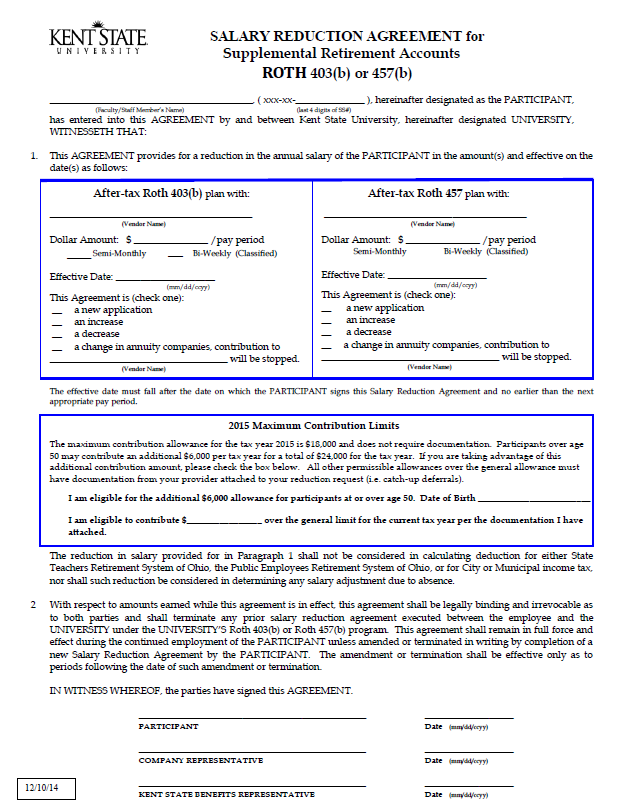 KENT STATE
UNIVERSITY
SALARY REDUCTION AGREEMENT for
Supplemental Retirement Accounts
ROTH 403(b) or 457(b)
____________________________, ( xxx-xx-____________ ), hereinafter designated as the PARTICIPANT,
(Faculty/Staff Member's Name) (last 4 digits of SS#)
has entered into this AGREEMENT by and between Kent State University, hereinafter designated UNIVERSITY,
WITNESSETH THAT:
1. This AGREEMENT provides for a reduction in the annual salary of the PARTICIPANT in the amount(s) and effective on the
date(s) as follows:
After-tax Roth 403(b) plan with:
(Vendor Name)
Dollar Amount: $ ____________ /pay period
____ Semi-Monthly ___ Bi-Weekly (Classified)
Effective Date: ________________
(mm/dd/ccyy)
This Agreement is (check one):
__ a new application
__ an increase
__ a decrease
__ a change in annuity companies, contribution to
____________________________ will be stopped.
(Vendor Name)
After-tax Roth 457 plan with:
(Vendor Name)
Dollar Amount: $ ____________ /pay period
Semi-Monthly Bi-Weekly (Classified)
Effective Date: ________________
(mm/dd/ccyy)
This Agreement is (check one):
__ a new application
__ an increase
__ a decrease
__ a change in annuity companies, contribution to
____________________________ will be stopped.
(Vendor Name)
The effective date must fall after the date on which the PARTICIPANT signs this Salary Reduction Agreement and no earlier than the next
appropriate pay period.
2015 Maximum Contribution Limits
The maximum contribution allowance for the tax year 2015 is $18,000 and does not require documentation. Participants over age
50 may contribute an additional $6,000 per tax year for a total of $24,000 for the tax year. If you are taking advantage of this
additional contribution amount, please check the box below. All other permissible allowances over the general allowance must
have documentation from your provider attached to your reduction request (i.e. catch-up deferrals).
I am eligible for the additional $6,000 allowance for participants at or over age 50. Date of Birth ____________________
I am eligible to contribute $______________ over the general limit for the current tax year per the documentation I have
attached.
The reduction in salary provided for in Paragraph 1 shall not be considered in calculating deduction for either State
Teachers Retirement System of Ohio, the Public Employees Retirement System of Ohio, or for City or Municipal income tax,
nor shall such reduction be considered in determining any salary adjustment due to absence.
2 With respect to amounts earned while this agreement is in effect, this agreement shall be legally binding and irrevocable as
to both parties and shall terminate any prior salary reduction agreement executed between the employee and the
UNIVERSITY under the UNIVERSITY'S Roth 403(b) or Roth 457(b) program. This agreement shall remain in full force and
effect during the continued employment of the PARTICIPANT unless amended or terminated in writing by completion of a
new Salary Reduction Agreement by the PARTICIPANT. The amendment or termination shall be effective only as to
periods following the date of such amendment or termination.
IN WITNESS WHEREOF, the parties have signed this AGREEMENT.
PARTICIPANT Date (mm/dd/ccyy)
COMPANY REPRESENTATIVE Date (mm/dd/ccyy)
KENT STATE BENEFITS REPRESENTATIVE Date (mm/dd/ccyy)
12/10/14